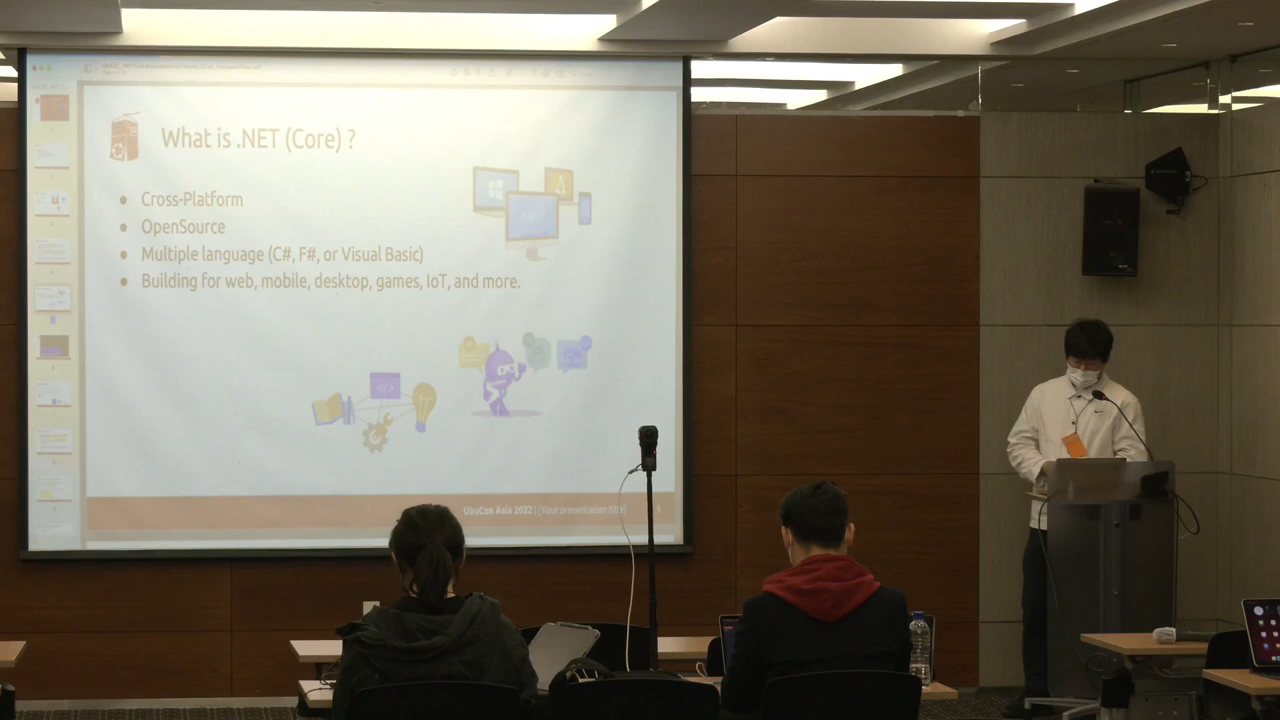 What is .NET (Core) ?
Cross-Platform
OpenSource
Multiple language (C#, F#, or Visual Basic)
Building for web, mobile, desktop, games, IoT, and more.
UbuCon Asia 2022 | [Your presentation title]